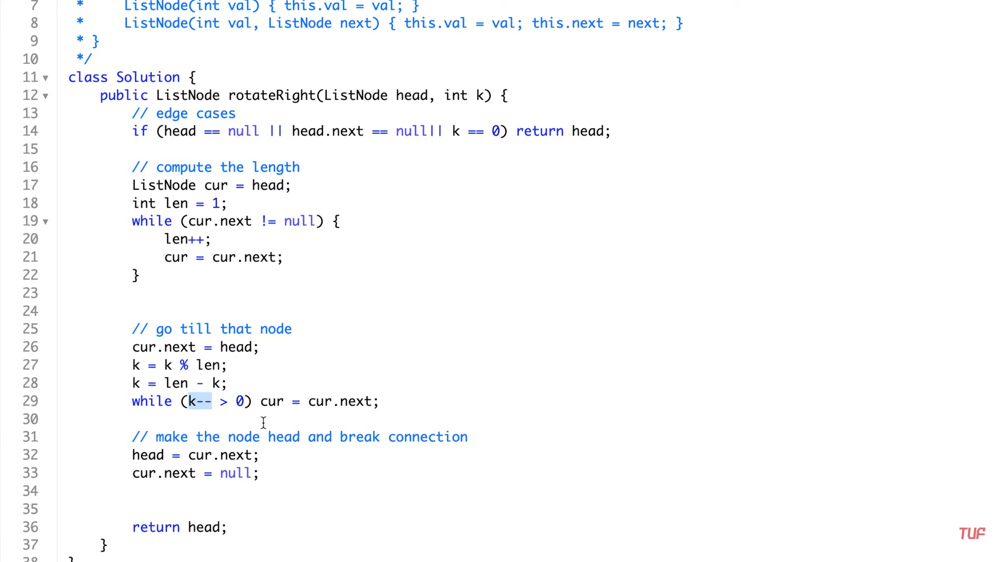 7 *     ListNode(int val) { this.val = val; }
8 *     ListNode(int val, ListNode next) { this.val = val; this.next = next; }
9 * }
10 */
11 class Solution {
12     public ListNode rotateRight(ListNode head, int k) {
13         // edge cases
14         if (head == null || head.next == null|| k == 0) return head;
15
16         // compute the length
17         ListNode cur = head;
18         int len = 1;
19         while (cur.next != null) {
20             len++;
21             cur = cur.next;
22         }
23
24
25         // go till that node
26         cur.next = head;
27         k = k % len;
28         k = len - k;
29         while (k-- > 0) cur = cur.next;
30
31         // make the node head and break connection
32         head = cur.next;
33         cur.next = null;
34
35
36         return head;
37     }
38 }
TUF